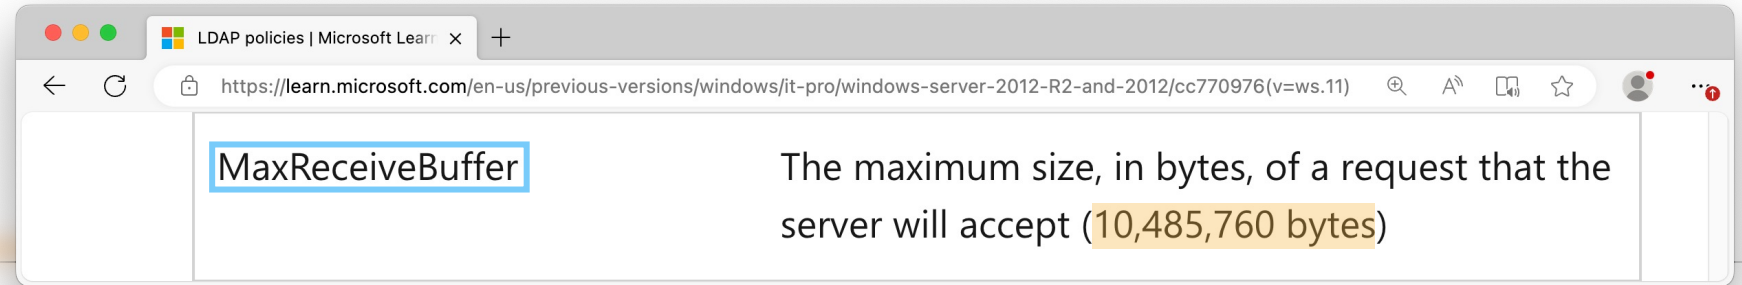 LDAP policies | Microsoft Lear
https://learn.microsoft.com/en-us/previous-versions/windows/it-pro/windows-server-2012-R2-and-2012/cc770976(v=ws.11)
MaxReceiveBuffer
The maximum size, in bytes, of a request that the
server will accept (10,485,760 bytes)